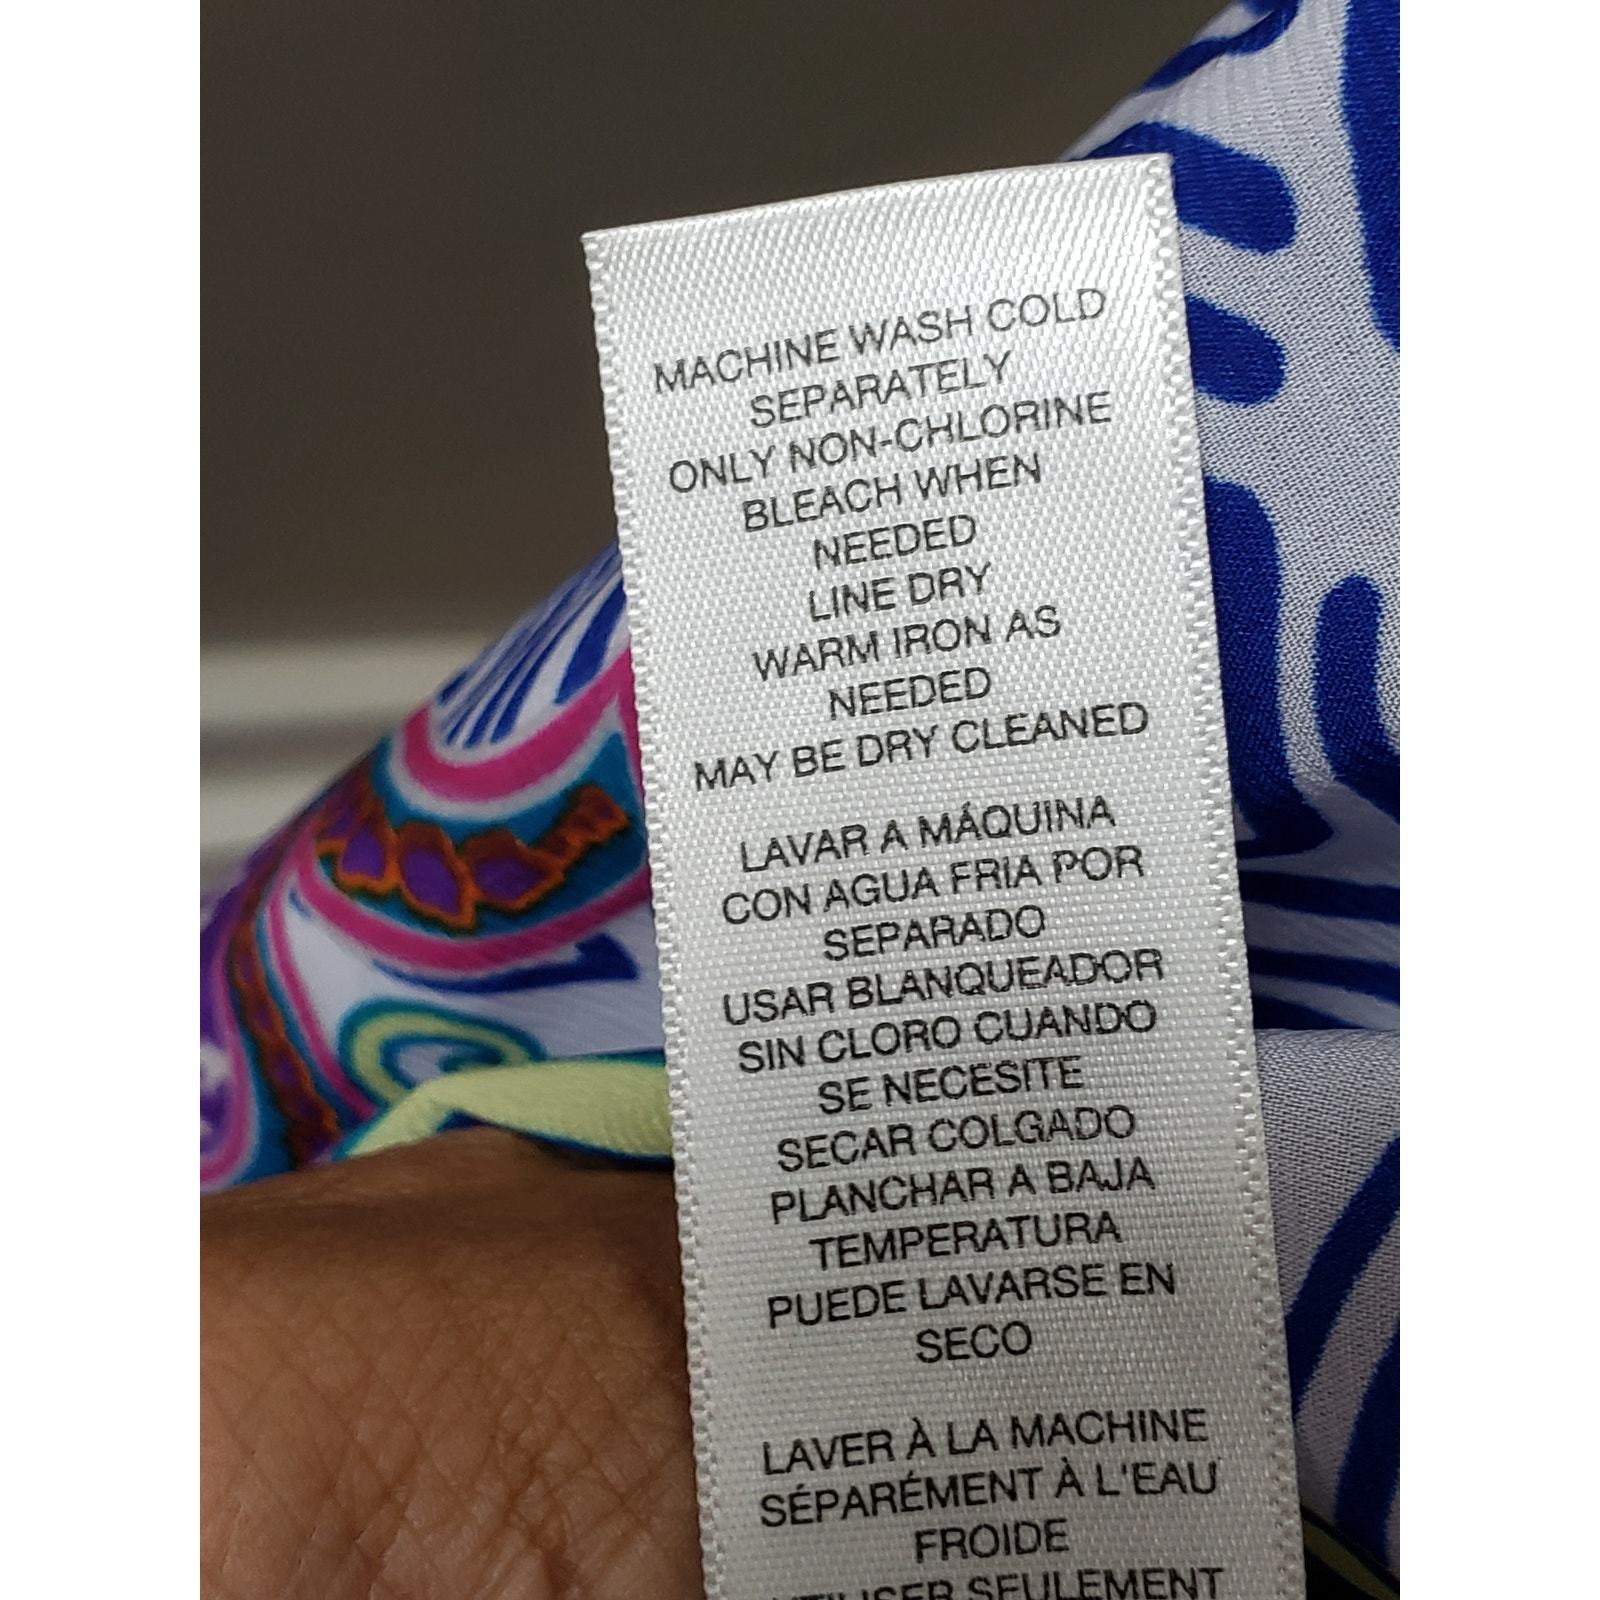 MACHINE WASH COLD
SEPARATELY
ONLY NON-CHLORINE
BLEACH WHEN
NEEDED
LINE DRY
WARM IRON AS
NEEDED
MAY BE DRY CLEANED
LAVAR A MÁQUINA
CON AGUA FRIA POR
SEPARADO
USAR BLANQUEADOR
SIN CLORO CUANDO
SE NECESITE
SECAR COLGADO
PLANCHAR A BAJA
TEMPERATURA
PUEDE LAVARSE EN
SECO
LAVER À LA MACHINE
SÉPARÉMENT À L'EAU
FROIDE
UTILISER SEULEMENT